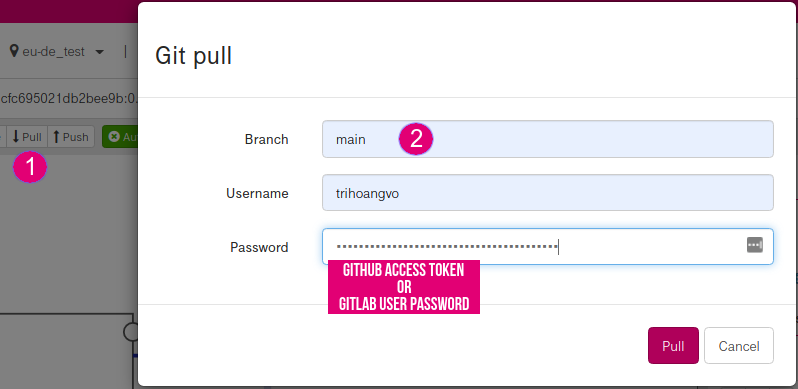 Git pull
eu-de_test
cfc695021db2bee9b:0.
Pull Push Au
1
Branch main 2
Username trihoangvo
Password
GITHUB ACCESS TOKEN
OR
GITLAB USER PASSWORD
Pull Cancel